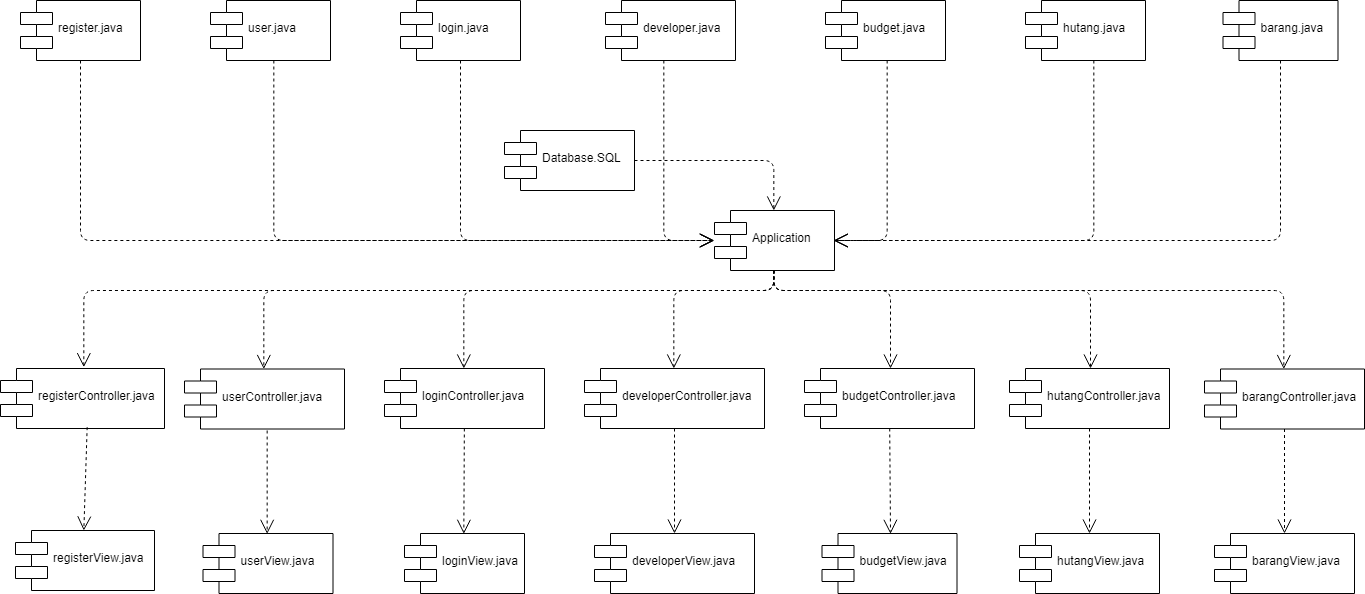 register.java
user.java
login.java
developer.java
budget.java
hutang.java
barang.java
Database.SQL
Application
registerController.java
userController.java
loginController.java
developerController.java
budgetController.java
hutangController.java
barangController.java
registerView.java
userView.java
loginView.java
developerView.java
budgetView.java
hutangView.java
barangView.java